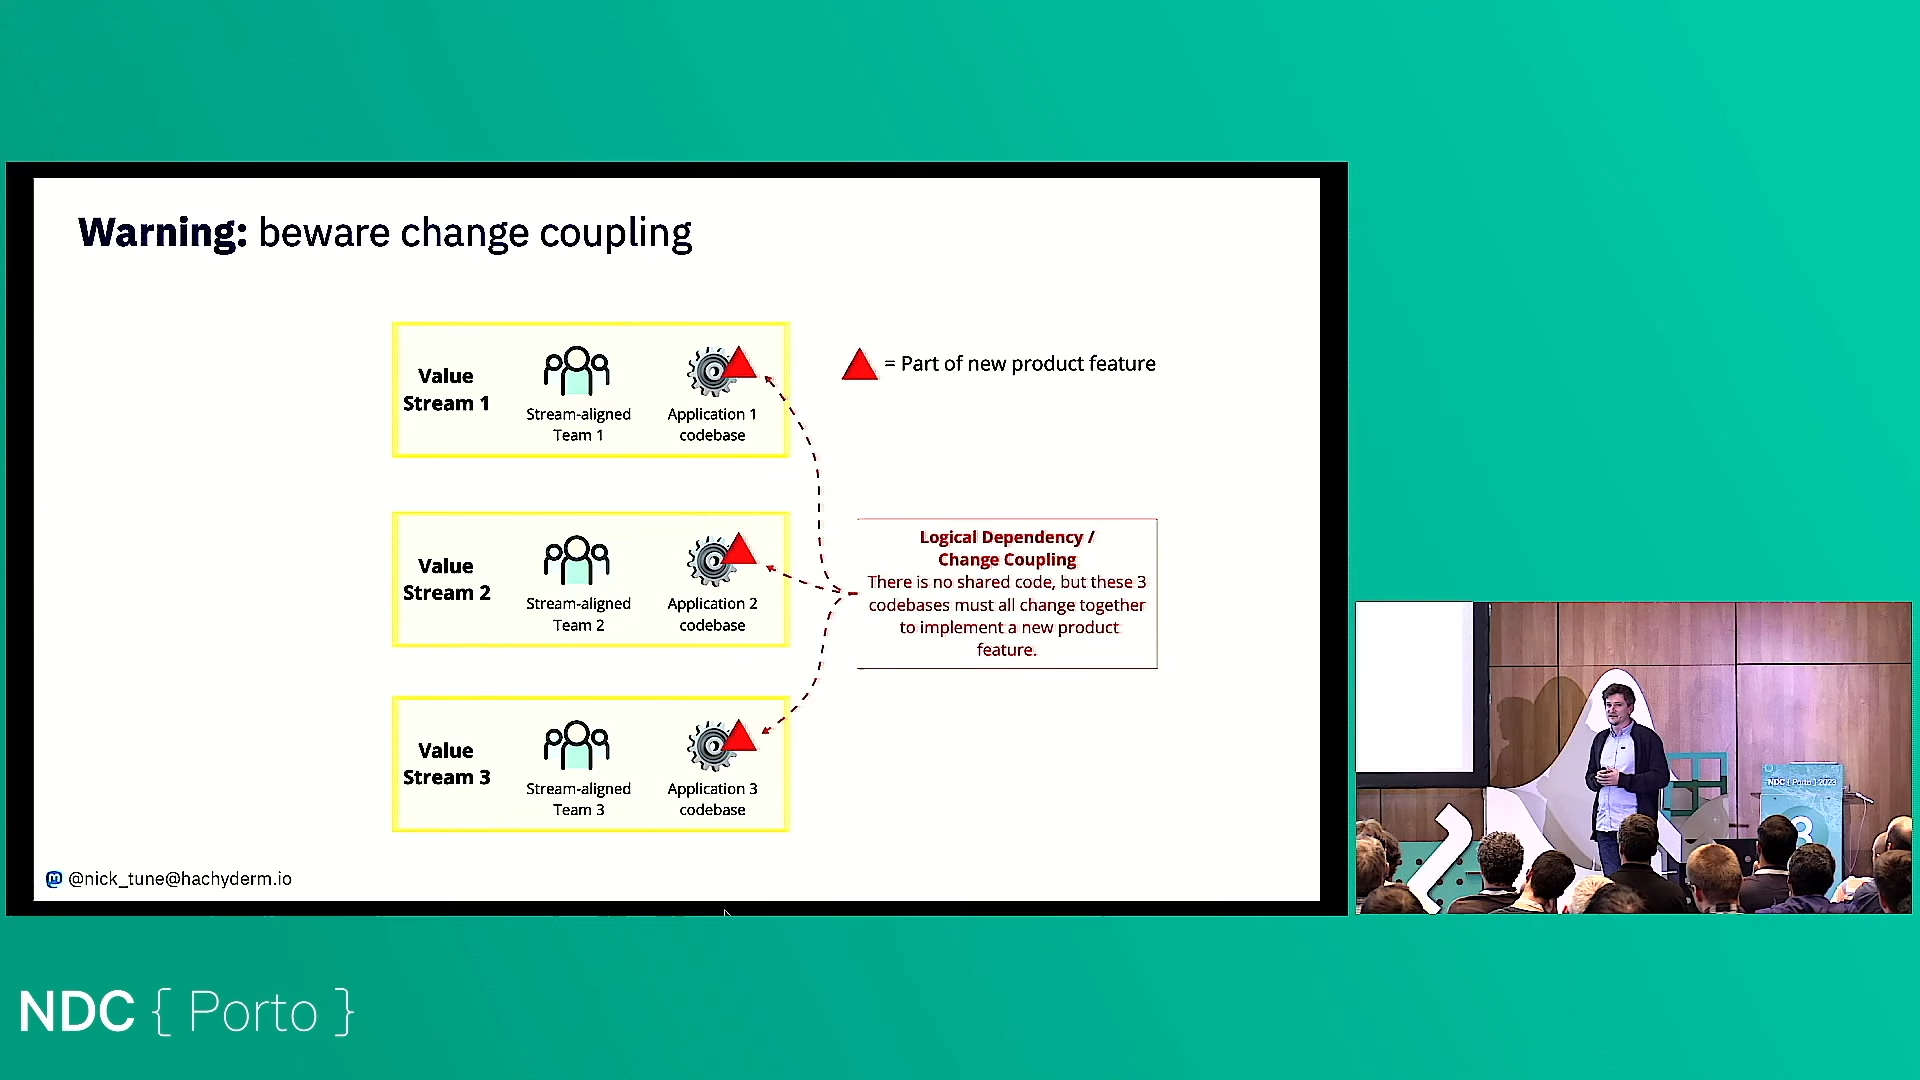 Warning: beware change coupling
Value
Stream 1
Stream-aligned
Team 1
Application 1
codebase
= Part of new product feature
Value
Stream 2
Stream-aligned
Team 2
Application 2
codebase
Logical Dependency /
Change Coupling
There is no shared code, but these 3
codebases must all change together
to implement a new product
feature.
Value
Stream 3
Stream-aligned
Team 3
Application 3
codebase
@nick_tune@hachyderm.io
NDC { Porto } 2023
NDC { Porto }